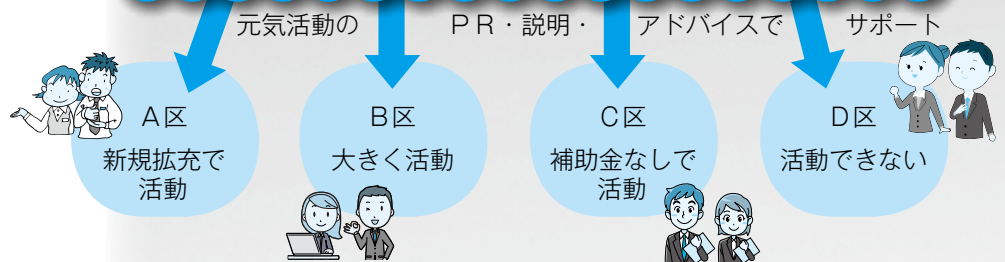 元気活動の PR・説明・ アドバイスで サポート
A区
新規拡充で
活動
B区
大きく活動
C区
補助金なしで
活動
D区
活動できない